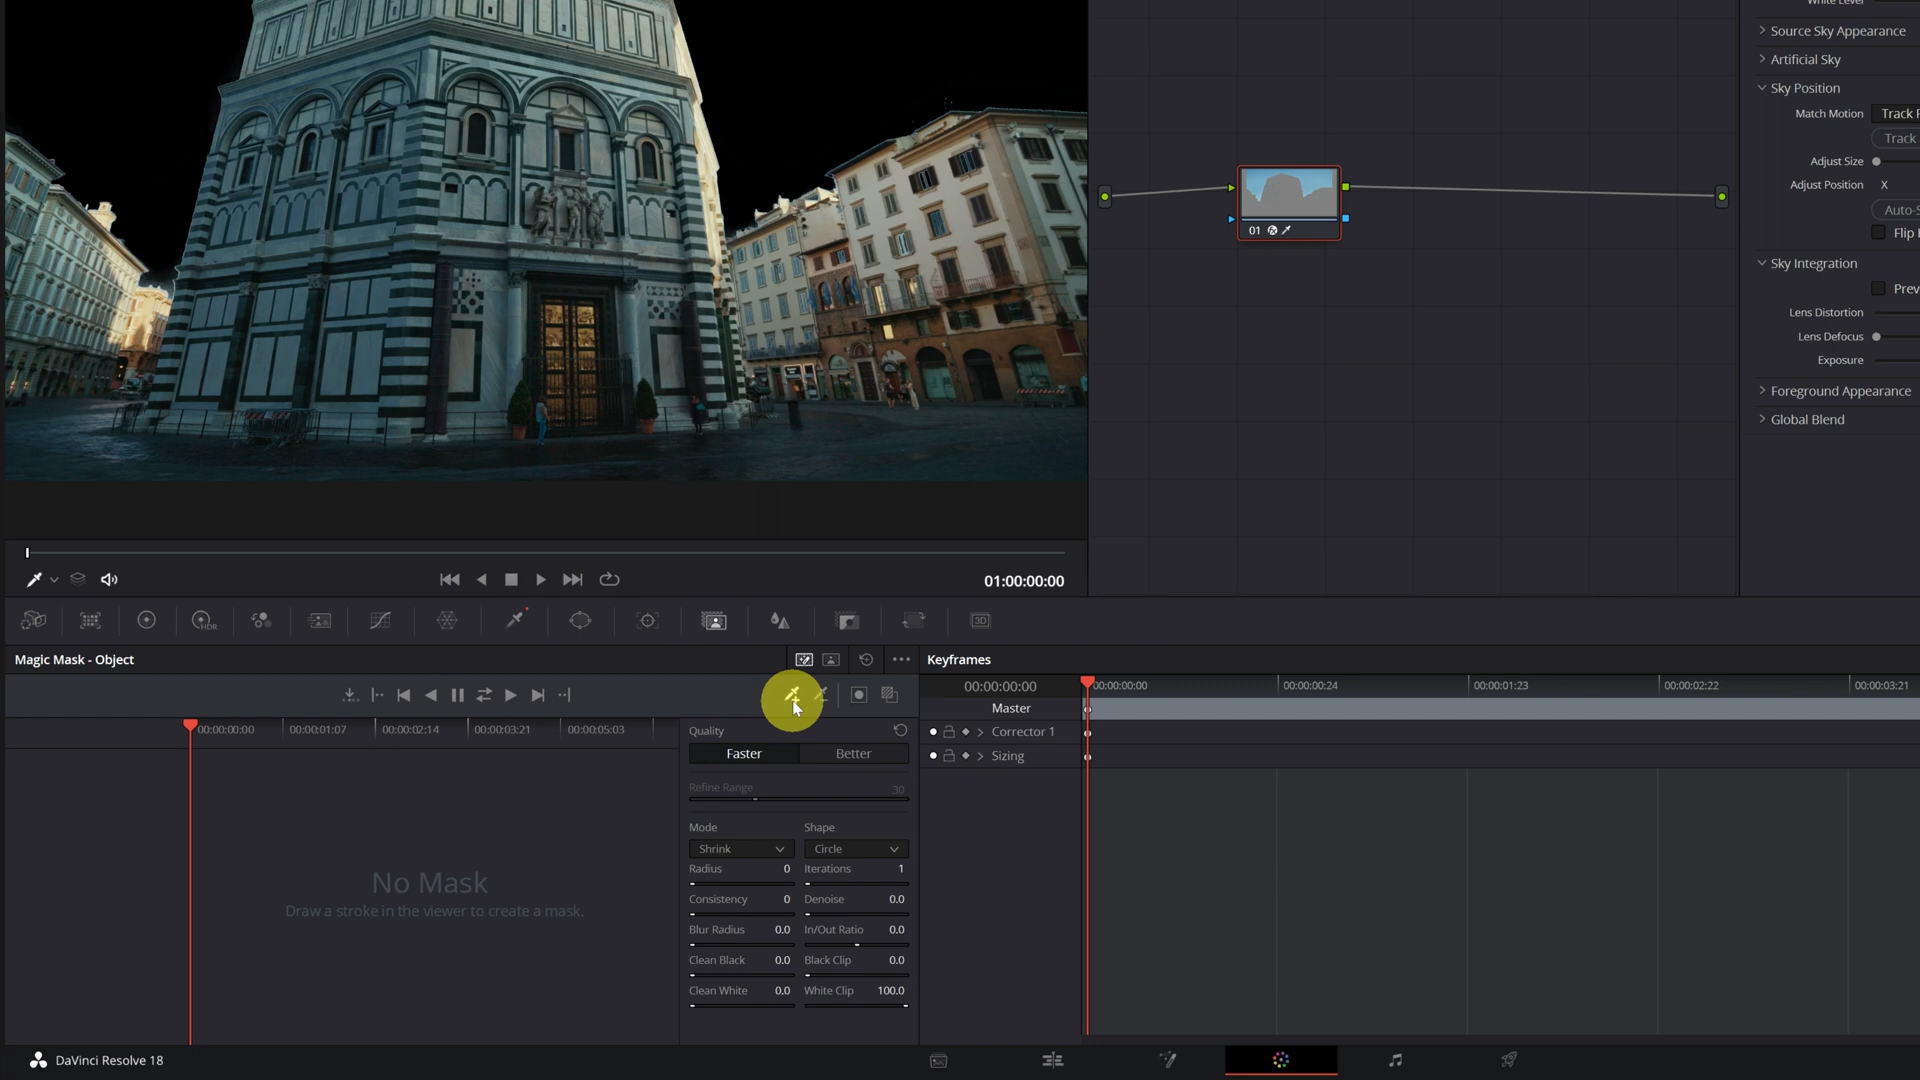 White Level
Source Sky Appearance
Artificial Sky
Sky Position
Match Motion
Track
Track
Adjust Size
Adjust Position X
Flip
01
Sky Integration
Lens Distortion
Lens Defocus
Exposure
Foreground Appearance
Global Blend
01:00:00:00
HDR
3D
Magic Mask - Object
Keyframes
00:00:00:00
00:00:00:00
00:00:00:24
00:00:01:23
00:00:02:22
00:00:03:21
Master
Corrector 1
Sizing
00:00:00:00
00:00:01:07
00:00:02:14
00:00:03:21
00:00:05:03
Quality
Faster
Better
Refine Range 30
Mode
Shape
Shrink
Circle
Radius 0
Iterations 1
Consistency 0
Denoise 0.0
Blur Radius 0.0
In/Out Ratio 0.0
Clean Black 0.0
Black Clip 0.0
Clean White 0.0
White Clip 100.0
No Mask
Draw a stroke in the viewer to create a mask.
DaVinci Resolve 18